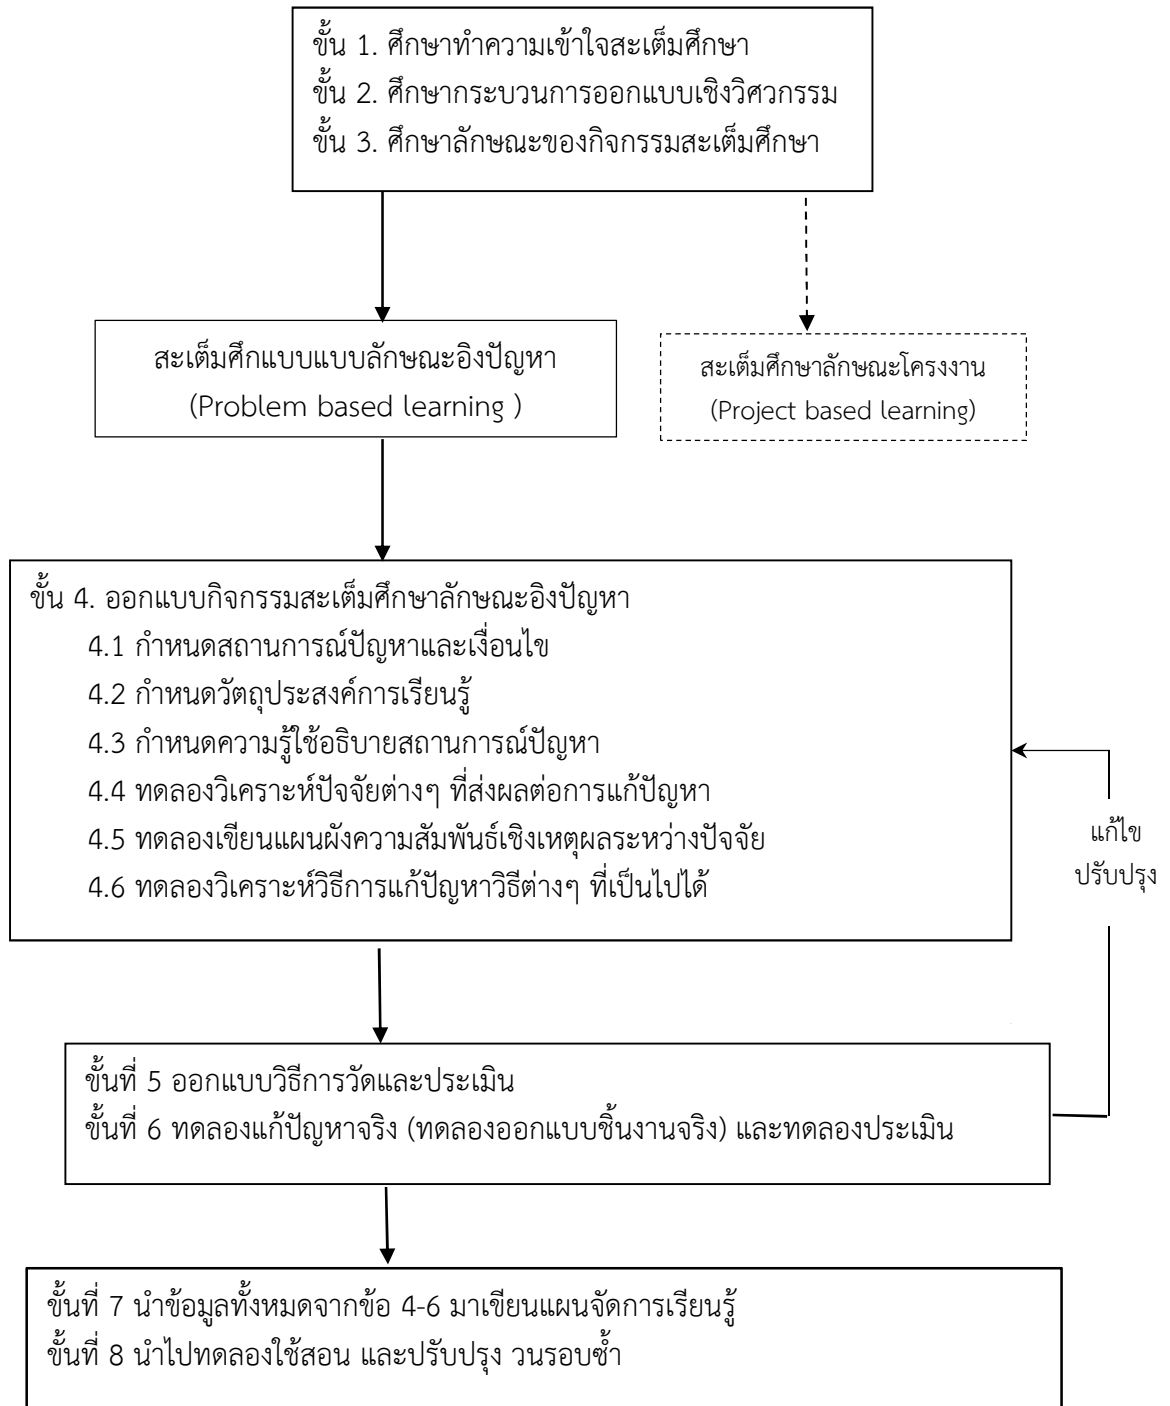 ขั้น 1. ศึกษาทำความเข้าใจสะเต็มศึกษา
ขั้น 2. ศึกษากระบวนการออกแบบเชิงวิศวกรรม
ขั้น 3. ศึกษาลักษณะของกิจกรรมสะเต็มศึกษา
สะเต็มศึกแบบแบบลักษณะอิงปัญหา
(Problem based learning )
สะเต็มศึกษาลักษณะโครงงาน
(Project based learning)
ขั้น 4. ออกแบบกิจกรรมสะเต็มศึกษาลักษณะอิงปัญหา
4.1 กำหนดสถานการณ์ปัญหาและเงื่อนไข
4.2 กำหนดวัตถุประสงค์การเรียนรู้
4.3 กำหนดความรู้ใช้อธิบายสถานการณ์ปัญหา
4.4 ทดลองวิเคราะห์ปัจจัยต่างๆ ที่ส่งผลต่อการแก้ปัญหา
4.5 ทดลองเขียนแผนผังความสัมพันธ์เชิงเหตุผลระหว่างปัจจัย
4.6 ทดลองวิเคราะห์วิธีการแก้ปัญหาวิธีต่างๆ ที่เป็นไปได้
แก้ไข
ปรับปรุง
ขั้นที่ 5 ออกแบบวิธีการวัดและประเมิน
ขั้นที่ 6 ทดลองแก้ปัญหาจริง (ทดลองออกแบบชิ้นงานจริง) และทดลองประเมิน
ขั้นที่ 7 นำข้อมูลทั้งหมดจากข้อ 4-6 มาเขียนแผนจัดการเรียนรู้
ขั้นที่ 8 นำไปทดลองใช้สอน และปรับปรุง วนรอบซ้ำ